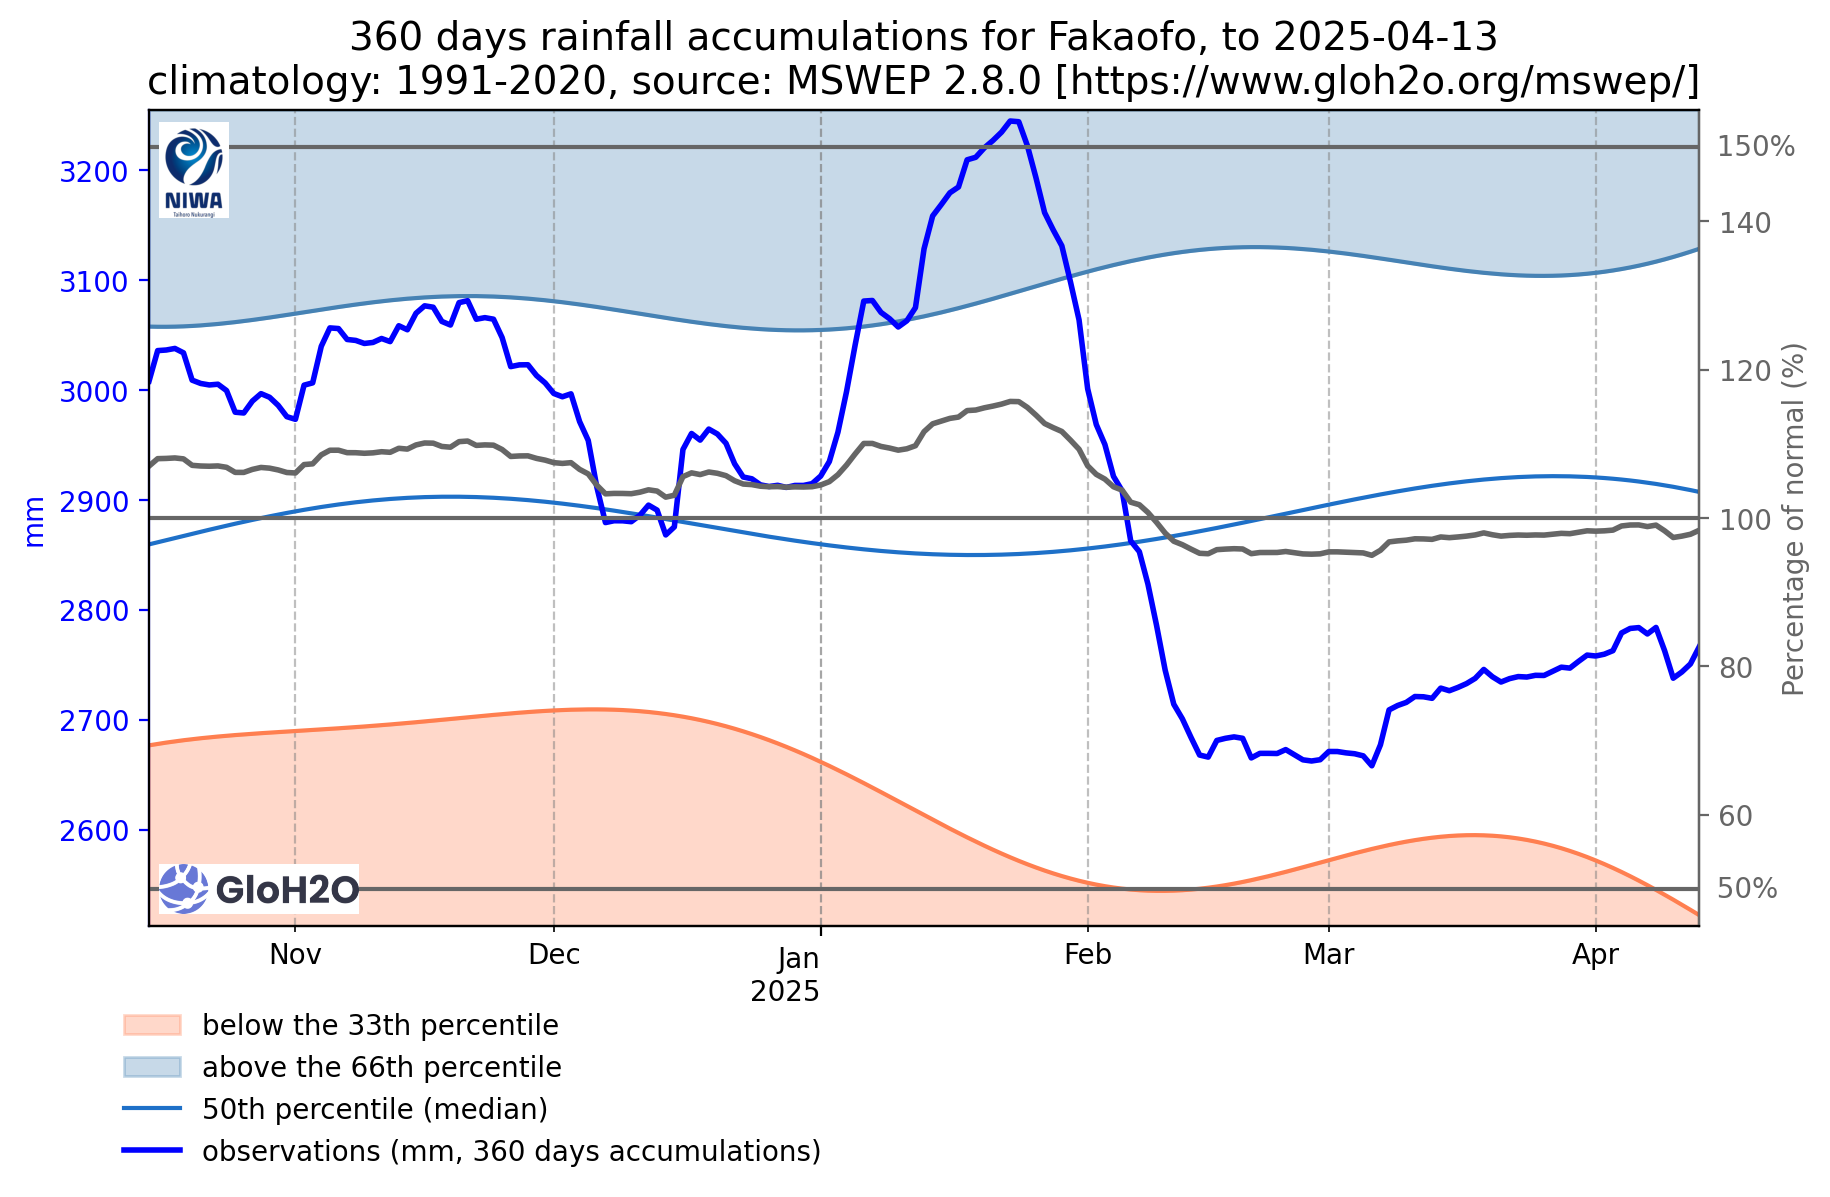 360 days rainfall accumulations for Fakaofo, to 2025-04-13
climatology: 1991-2020, source: MSWEP 2.8.0 [https://www.gloh2o.org/mswep/]
NIWA
Taihoro Nukurangi
3200
3100
3000
2900
2800
2700
2600
mm
150%
140
120
100
80
60
50%
Percentage of normal (%)
GloH2O
Nov
Dec
Jan
2025
Feb
Mar
Apr
below the 33th percentile
above the 66th percentile
50th percentile (median)
observations (mm, 360 days accumulations)